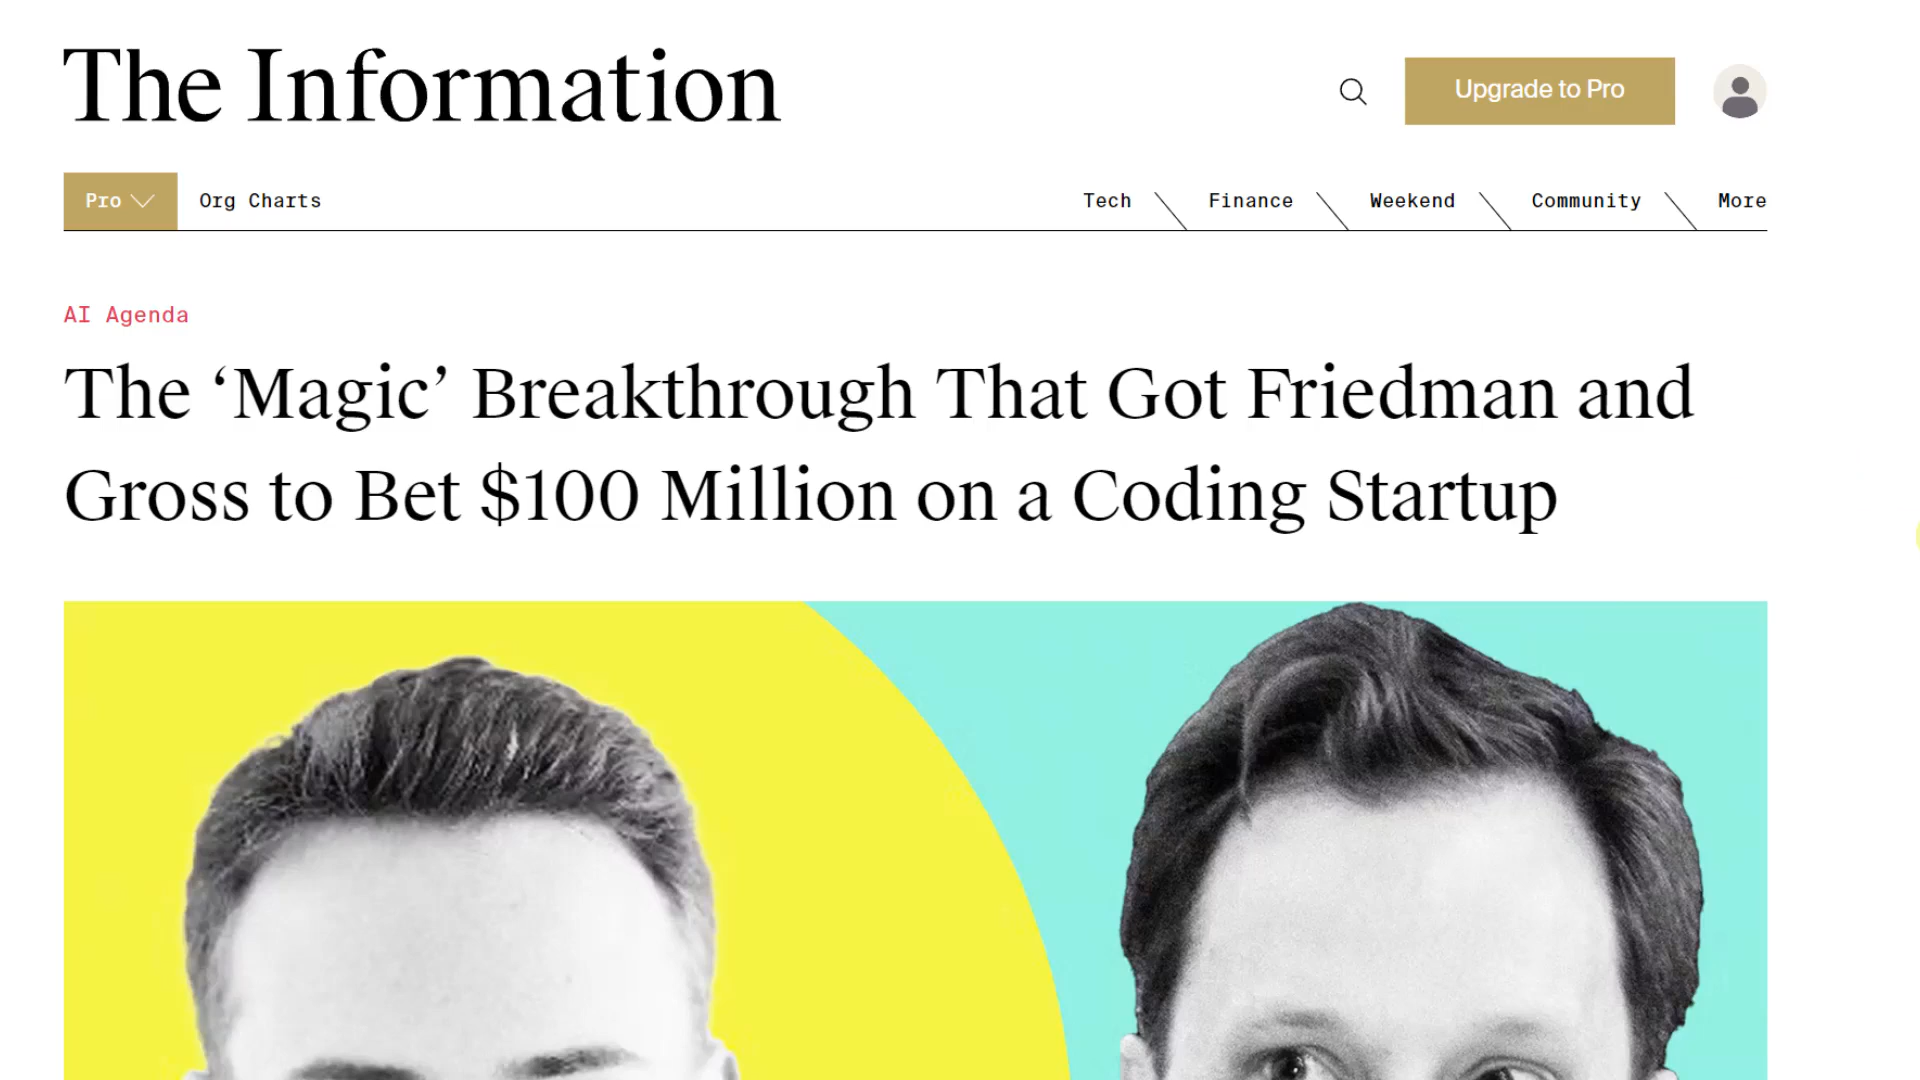 The Information
Upgrade to Pro
Pro
Org Charts
Tech
Finance
Weekend
Community
More
AI Agenda
The ‘Magic’ Breakthrough That Got Friedman and
Gross to Bet $100 Million on a Coding Startup